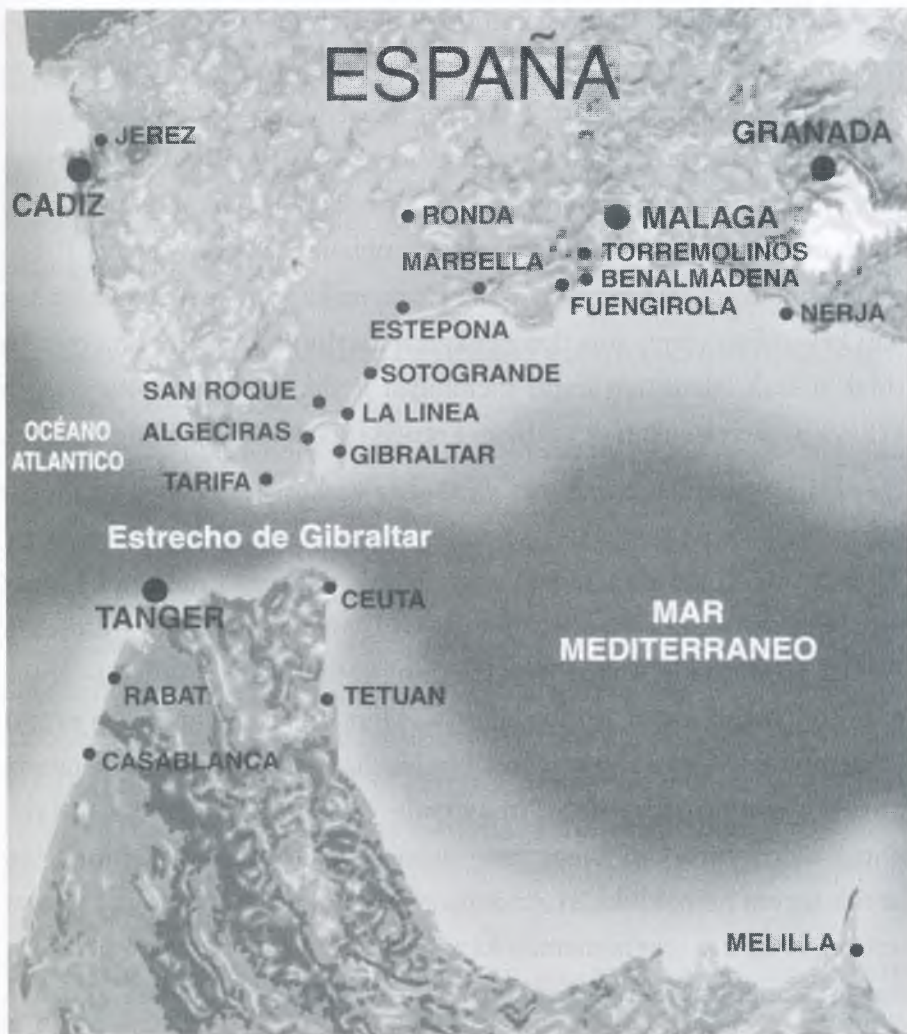 ESPAÑA
JEREZ
GRANADA
CADIZ
RONDA
MALAGA
TORREMOLINOS
MARBELLA
BENALMADENA
FUENGIROLA
NERJA
ESTEPONA
SOTOGRANDE
SAN ROQUE
LA LINEA
OCÉANO
ATLANTICO
ALGECIRAS
GIBRALTAR
TARIFA
Estrecho de Gibraltar
TANGER
CEUTA
MAR
MEDITERRANEO
RABAT
TETUAN
CASABLANCA
MELILLA